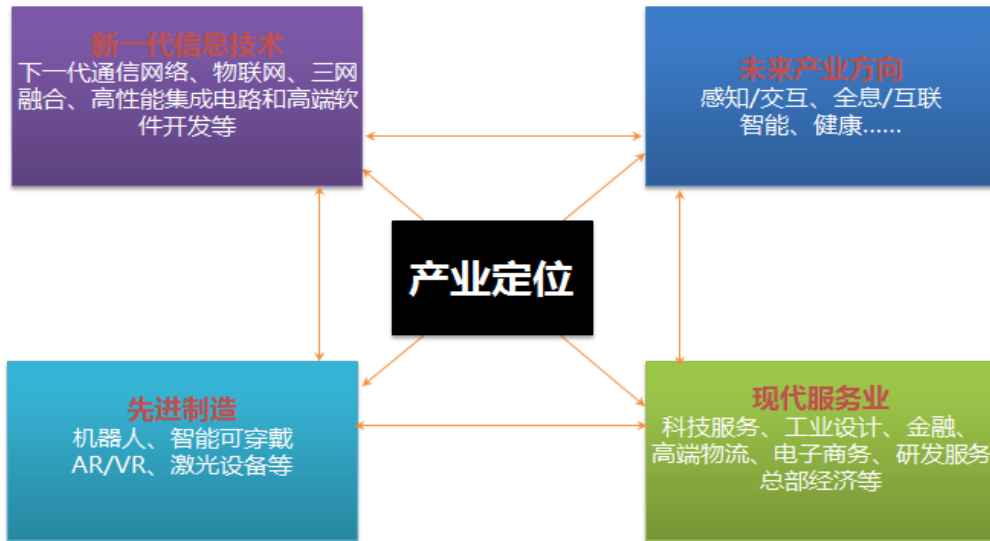 新一代信息技术
下一代通信网络、物联网、三网
融合、高性能集成电路和高端软
件开发等
未来产业方向
感知/交互、全息/互联
智能、健康......
产业定位
先进制造
机器人、智能可穿戴
AR/VR、激光设备等
现代服务业
科技服务、工业设计、金融、
高端物流、电子商务、研发服务
总部经济等